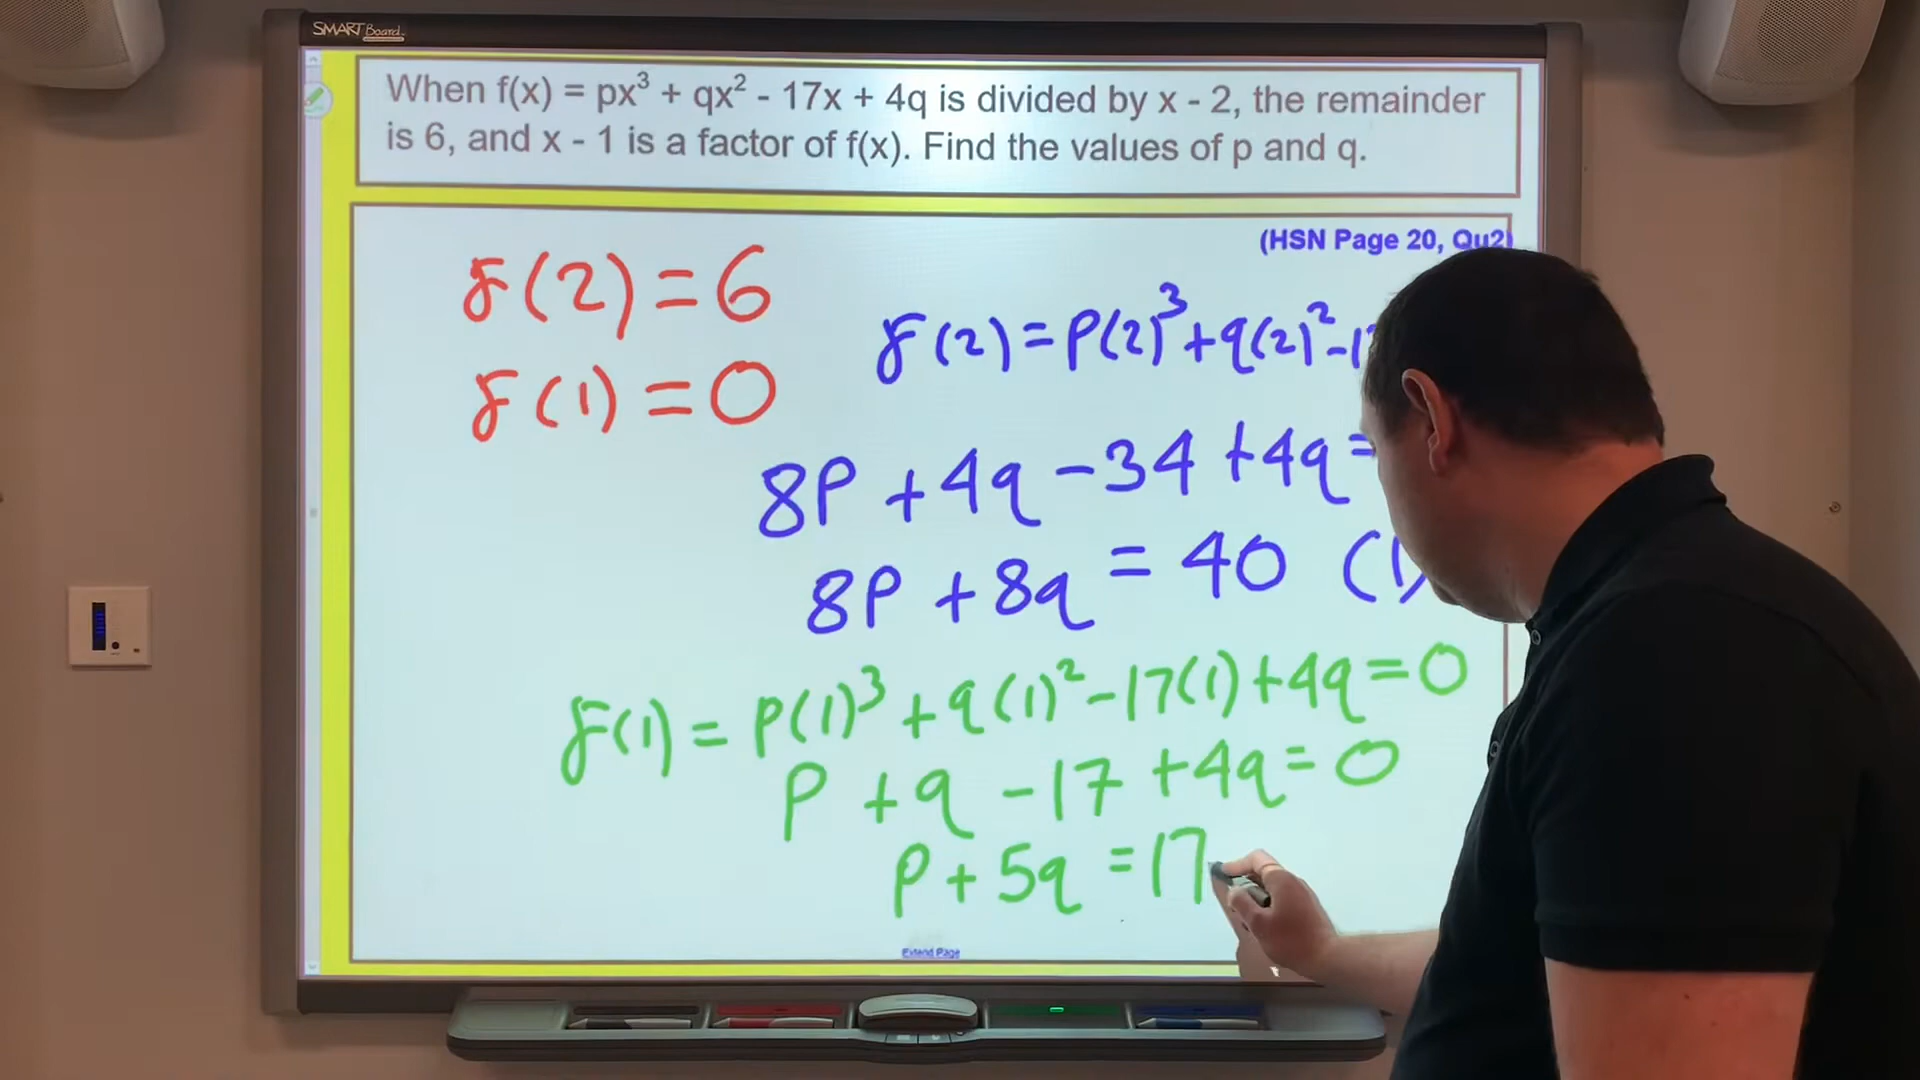 SMART Board
When f(x) = px³ + qx² - 17x + 4q is divided by x - 2, the remainder
is 6, and x - 1 is a factor of f(x). Find the values of p and q.
(HSN Page 20, Qu2)
f(2) = 6
f(1) = 0
f(2) = p(2)³ + q(2)² - 1
8p + 4q - 34 + 4q =
8p + 8q = 40 (1)
f(1) = p(1)³ + q(1)² - 17(1) + 4q = 0
p + q - 17 + 4q = 0
p + 5q = 17
Extend Page